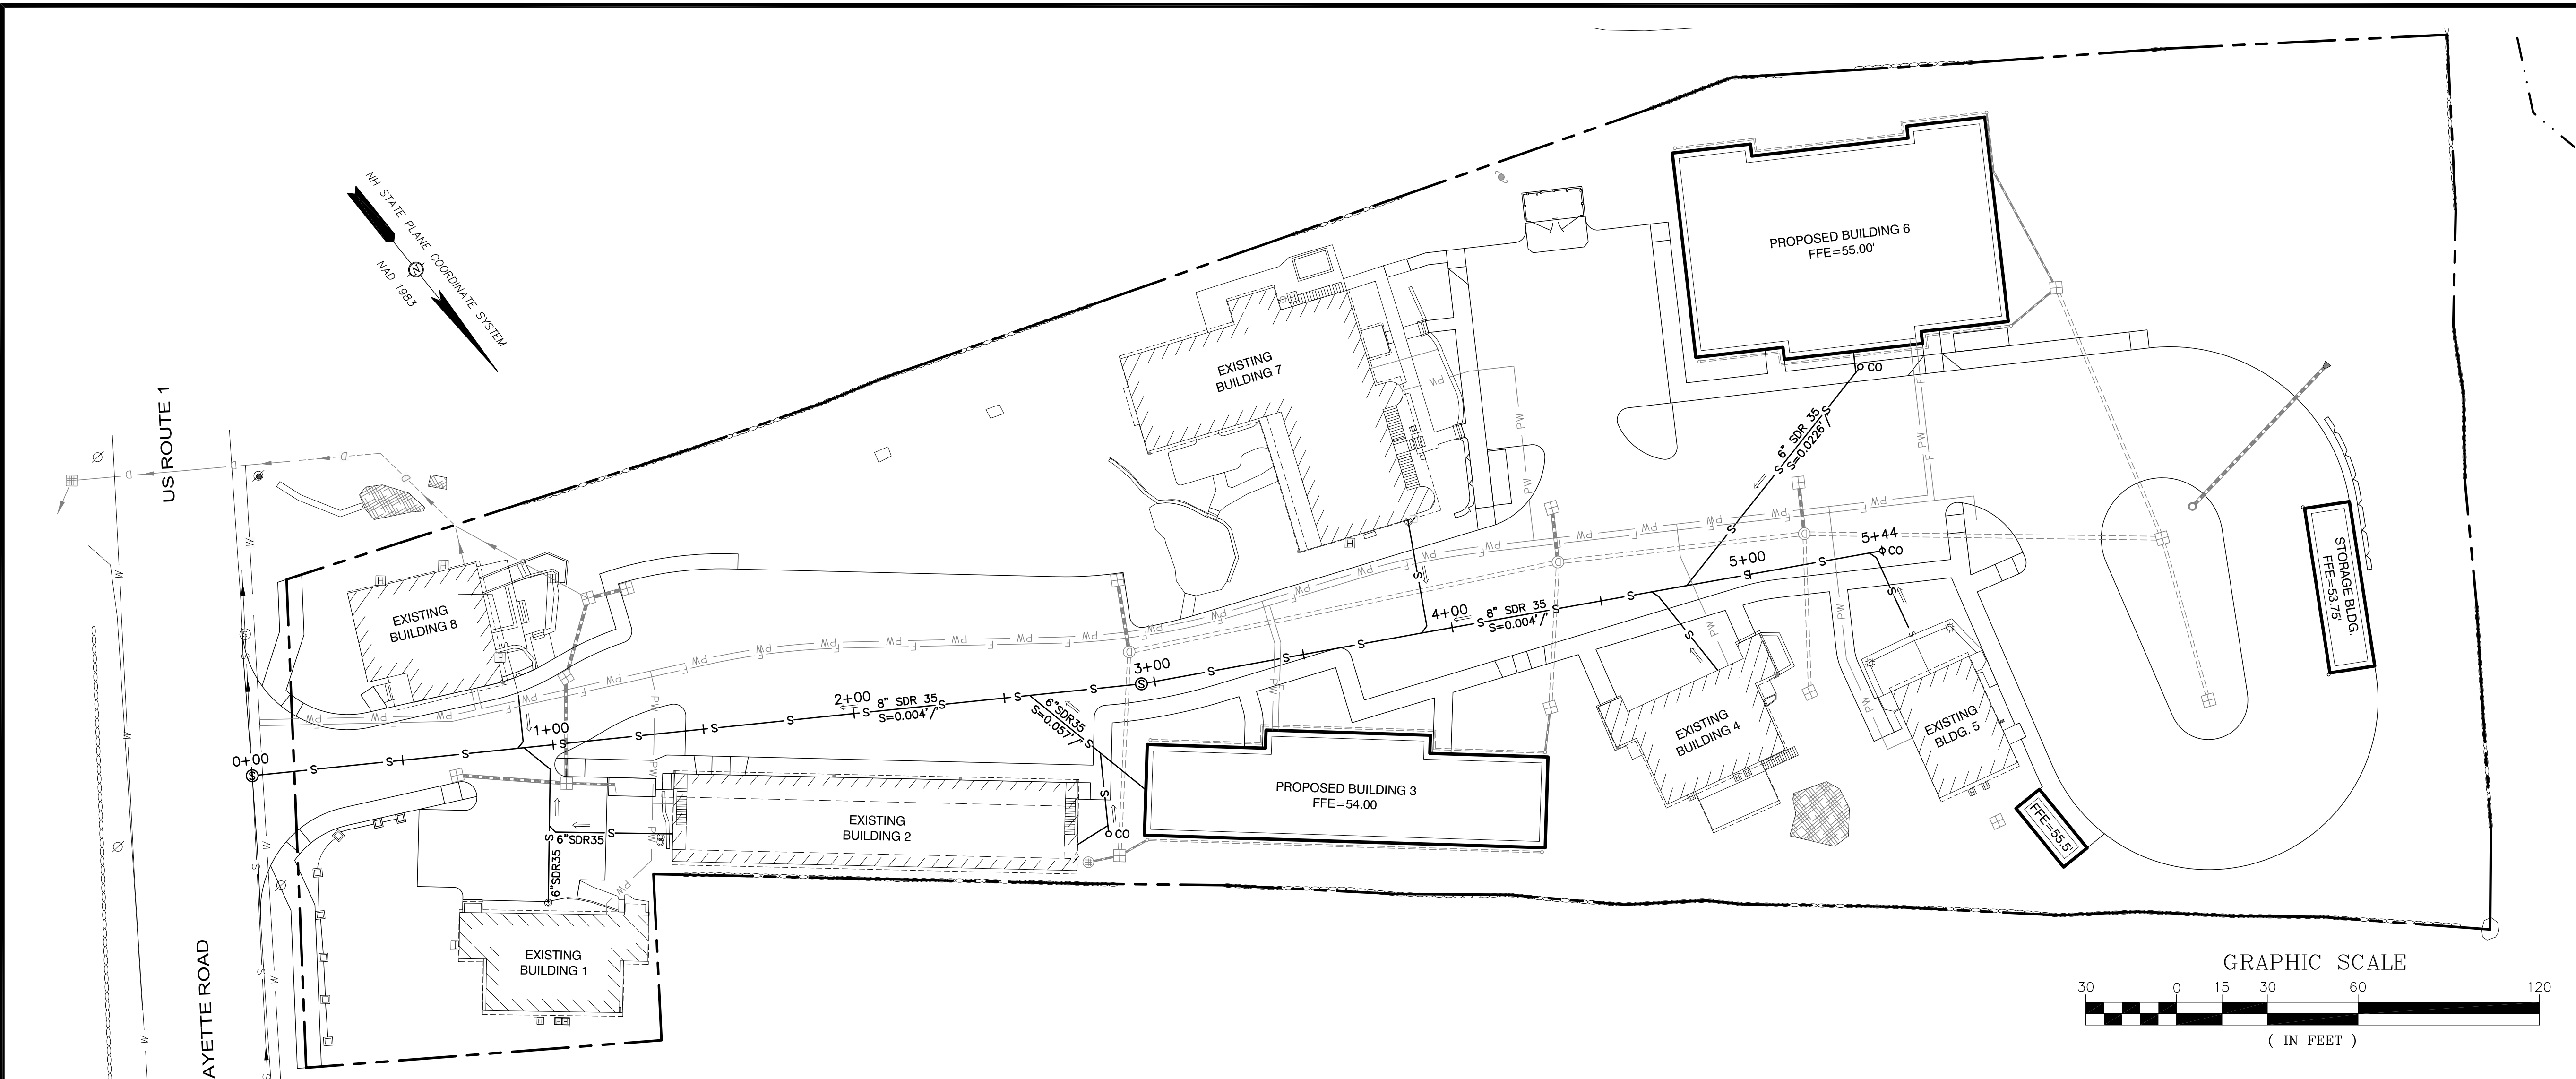 NH STATE PLANE COORDINATE SYSTEM
NAD 1983
N
US ROUTE 1
AYETTE ROAD
EXISTING
BUILDING 8
EXISTING
BUILDING 7
PROPOSED BUILDING 6
FFE=55.00'
CO
6" SDR 35
S=0.0226'/'
STORAGE BLDG.
FFE=53.75'
0+00
1+00
2+00
8" SDR 35
S=0.004'/'
3+00
6"SDR35
S=0.057'/'
4+00
8" SDR 35
S=0.004'/'
5+00
5+44
CO
EXISTING
BUILDING 2
CO
PROPOSED BUILDING 3
FFE=54.00'
EXISTING
BUILDING 4
EXISTING
BLDG. 5
FFE=55.5'
6"SDR35
6"SDR35
EXISTING
BUILDING 1
GRAPHIC SCALE
30 0 15 30 60 120
( IN FEET )